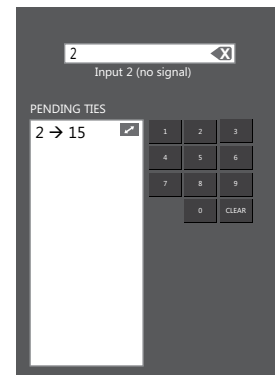 2
X
Input 2 (no signal)
PENDING TIES
2 → 15
1 2 3
4 5 6
7 8 9
0 CLEAR